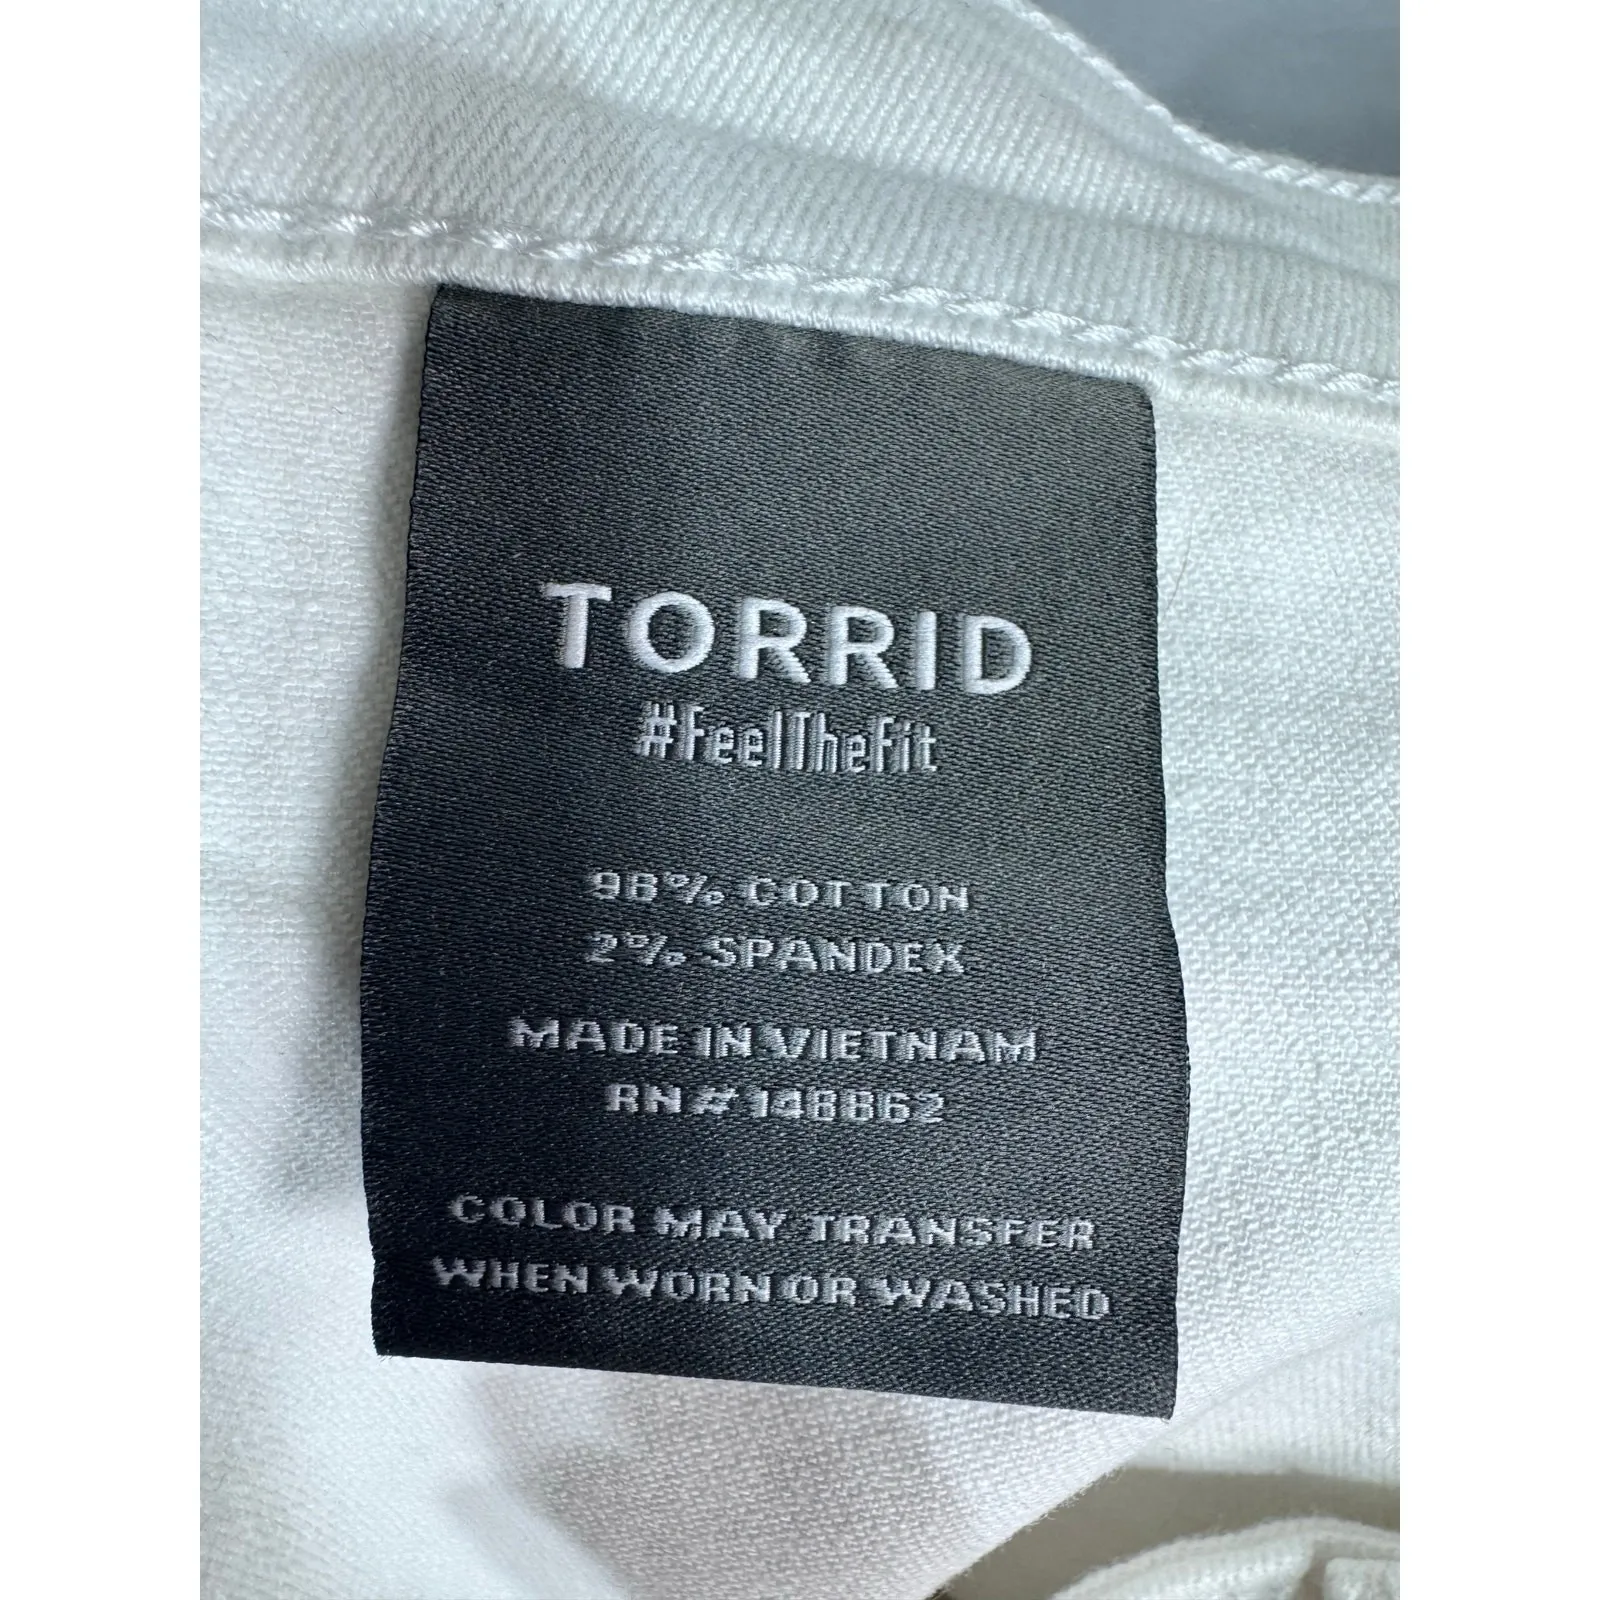 TORRID
#FeelTheFit
98% COTTON
2% SPANDEX
MADE IN VIETNAM
RN# 148862
COLOR MAY TRANSFER
WHEN WORN OR WASHED